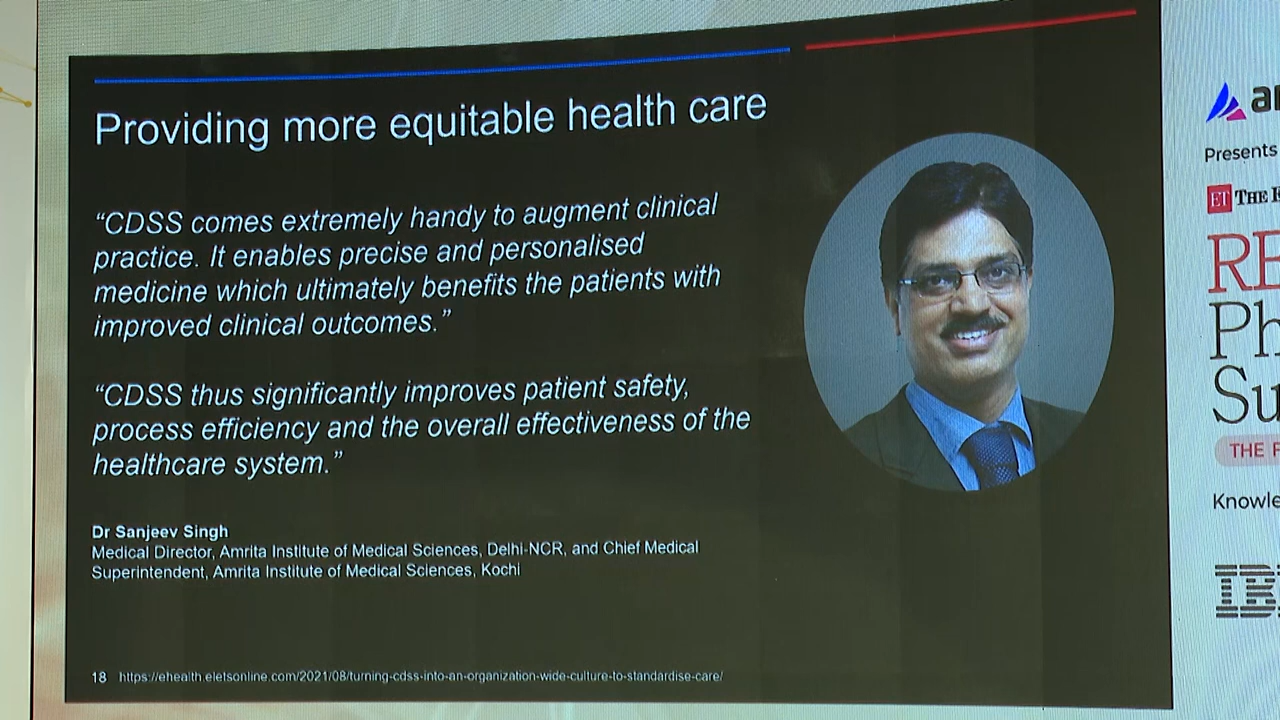 Providing more equitable health care
“CDSS comes extremely handy to augment clinical
practice. It enables precise and personalised
medicine which ultimately benefits the patients with
improved clinical outcomes.”
“CDSS thus significantly improves patient safety,
process efficiency and the overall effectiveness of the
healthcare system.”
Dr Sanjeev Singh
Medical Director, Amrita Institute of Medical Sciences, Delhi-NCR, and Chief Medical
Superintendent, Amrita Institute of Medical Sciences, Kochi
18 https://ehealth.eletsonline.com/2021/08/turning-cdss-into-an-organization-wide-culture-to-standardise-care/
Presents
ET THE
THE